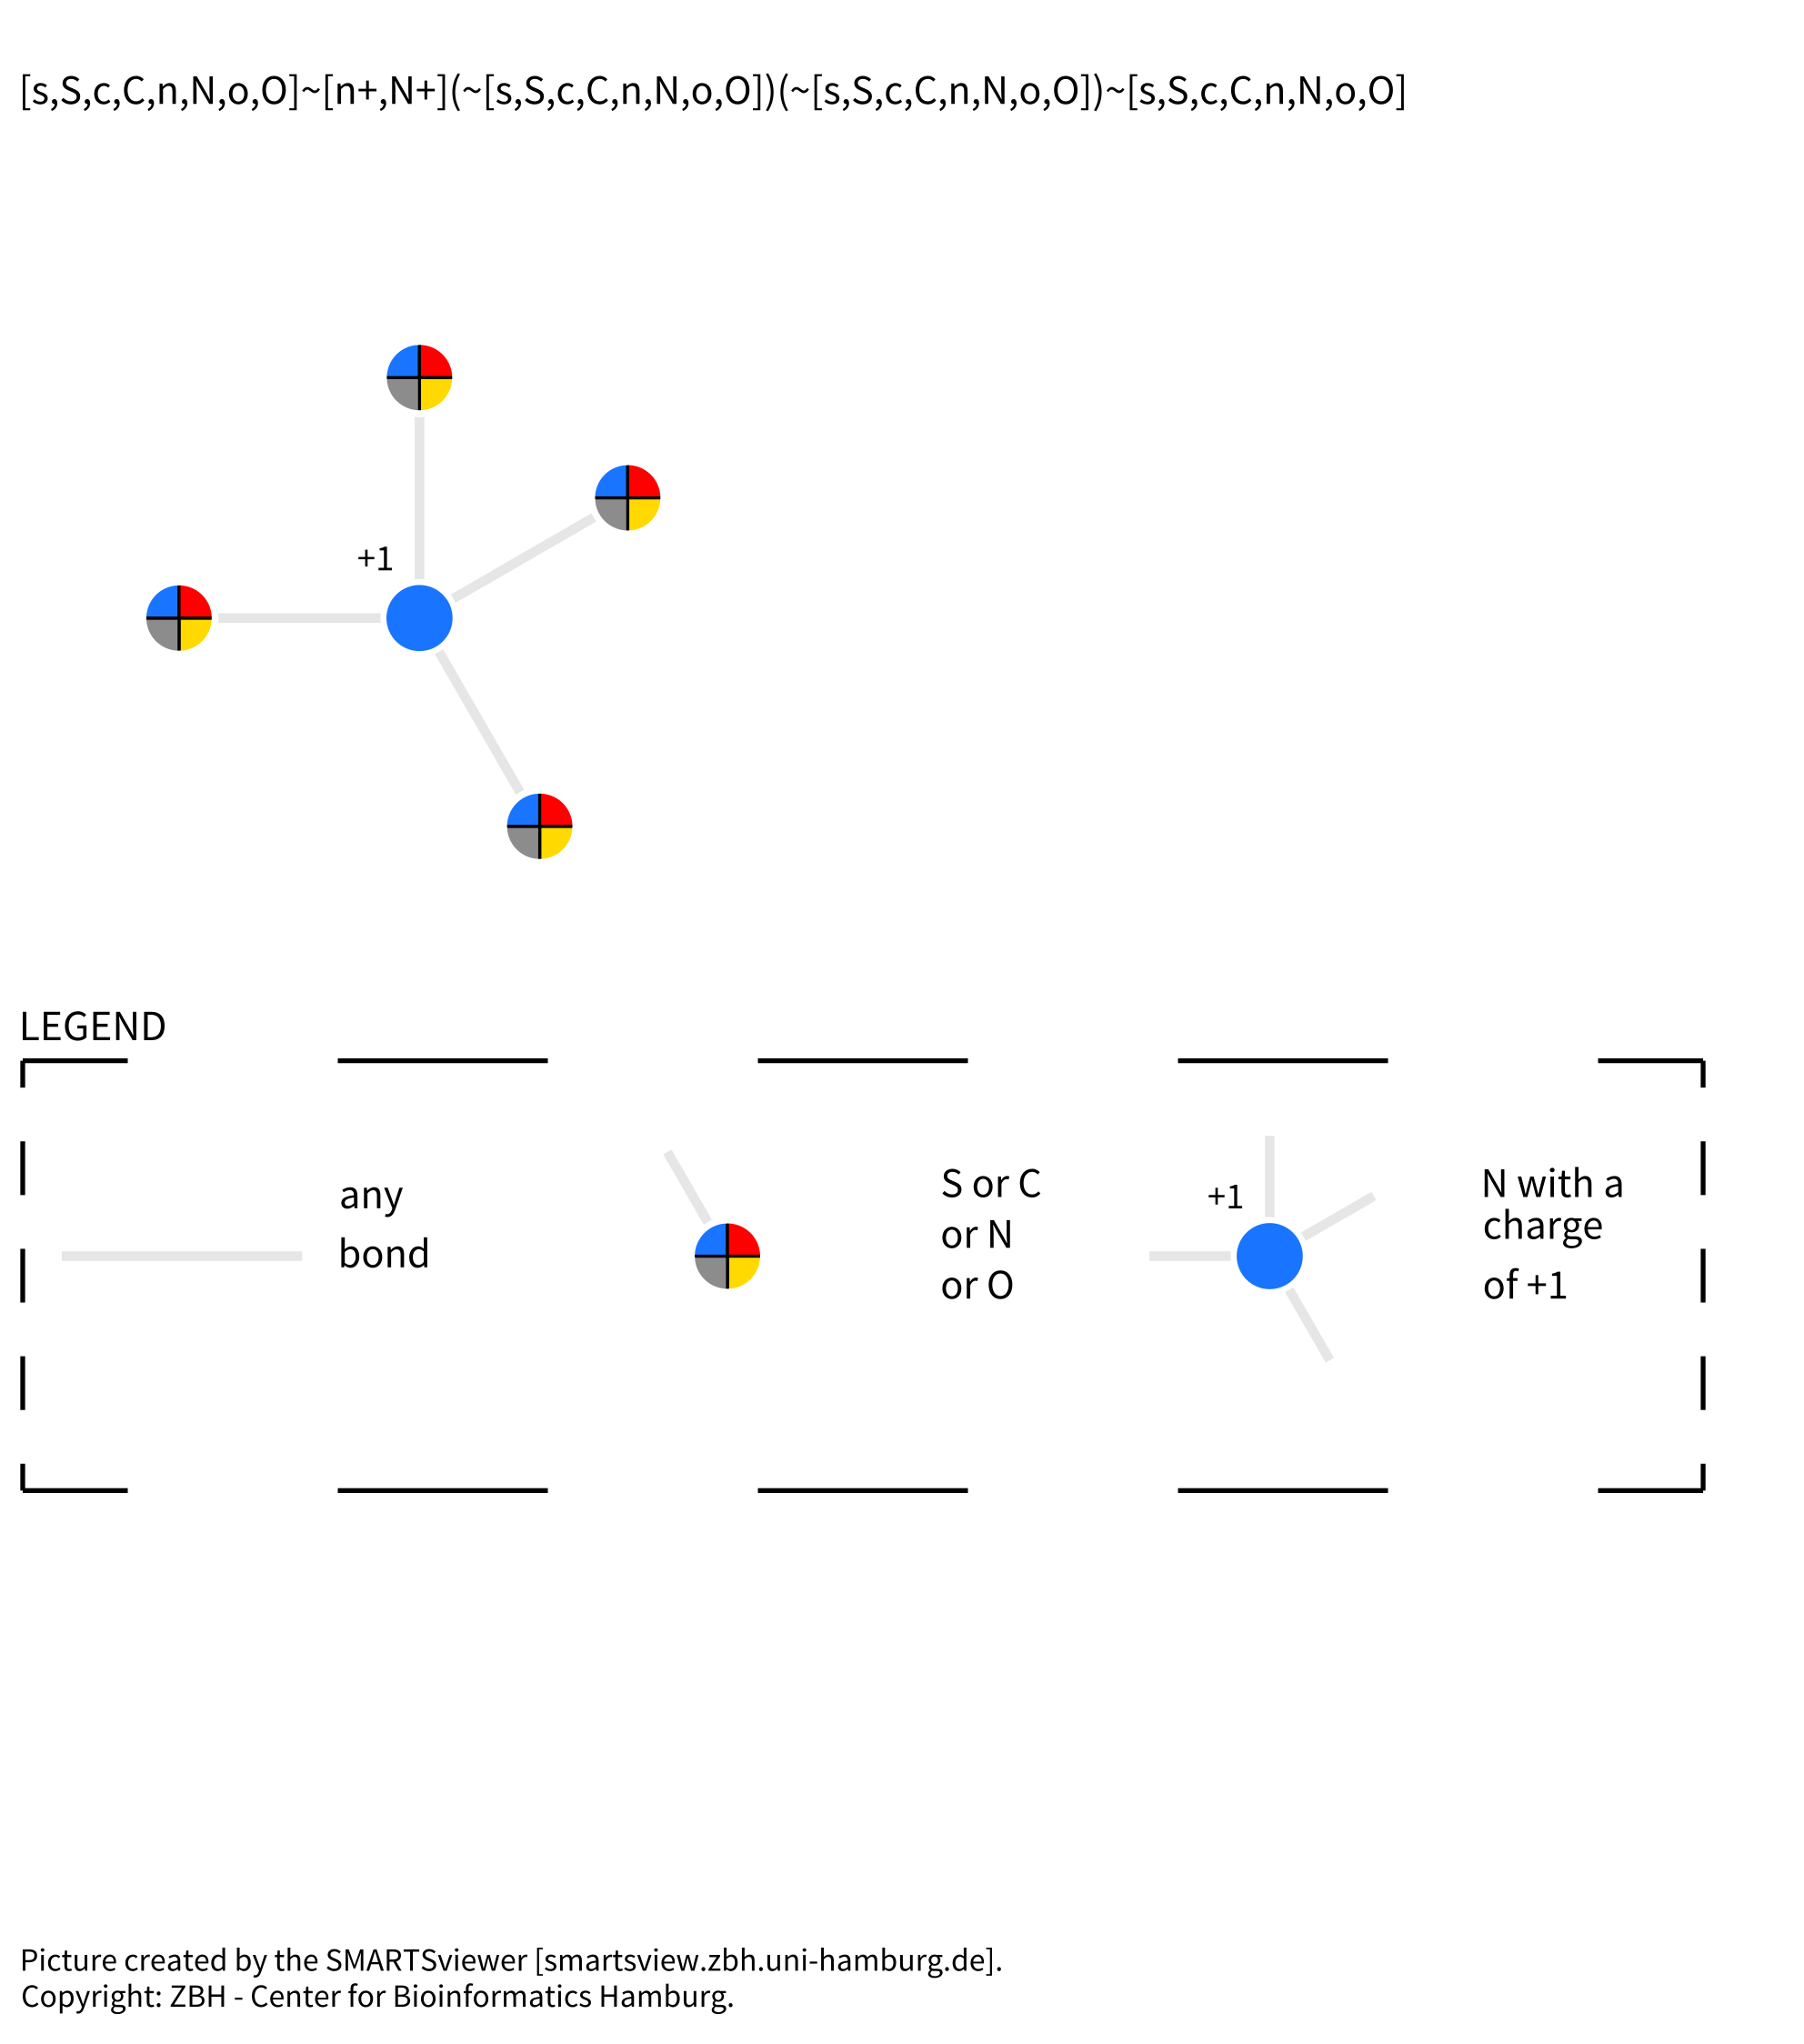 [s,S,c,C,n,N,o,O]~[n+,N+](~[s,S,c,C,n,N,o,O])(~[s,S,c,C,n,N,o,O])~[s,S,c,C,n,N,o,O]
+1
LEGEND
any
bond
S or C
or N
or O
+1
N with a
charge
of +1
Picture created by the SMARTSviewer [smartsview.zbh.uni-hamburg.de].
Copyright: ZBH - Center for Bioinformatics Hamburg.